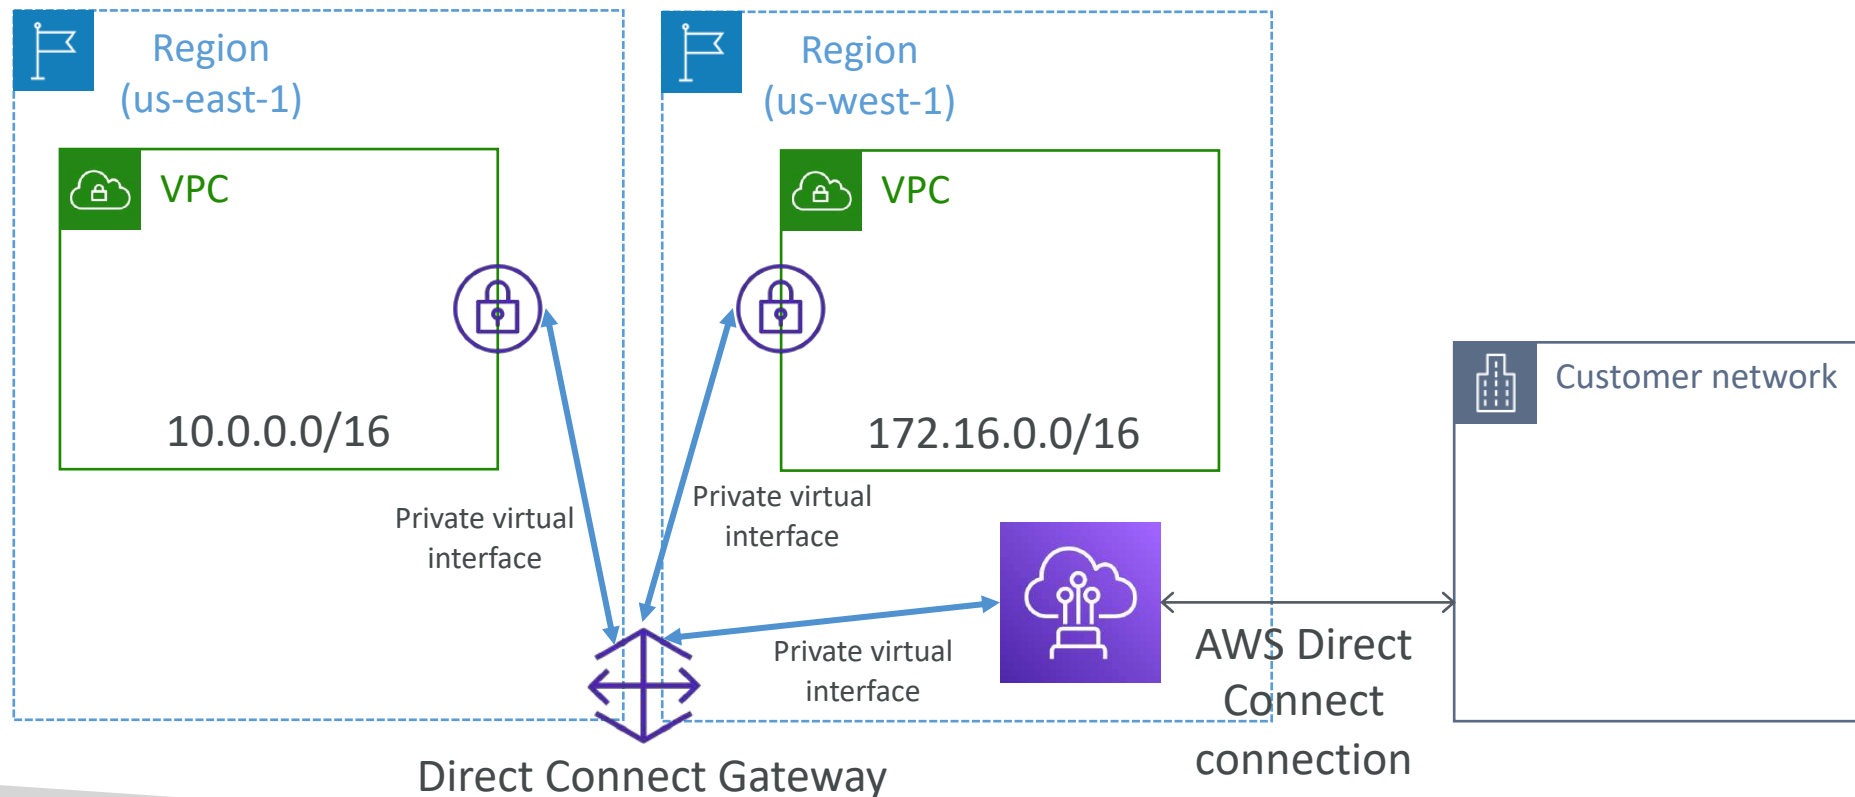 Region
(us-east-1)
VPC
10.0.0.0/16
Region
(us-west-1)
VPC
172.16.0.0/16
Private virtual
interface
Private virtual
interface
Private virtual
interface
Direct Connect Gateway
AWS Direct
Connect
connection
Customer network